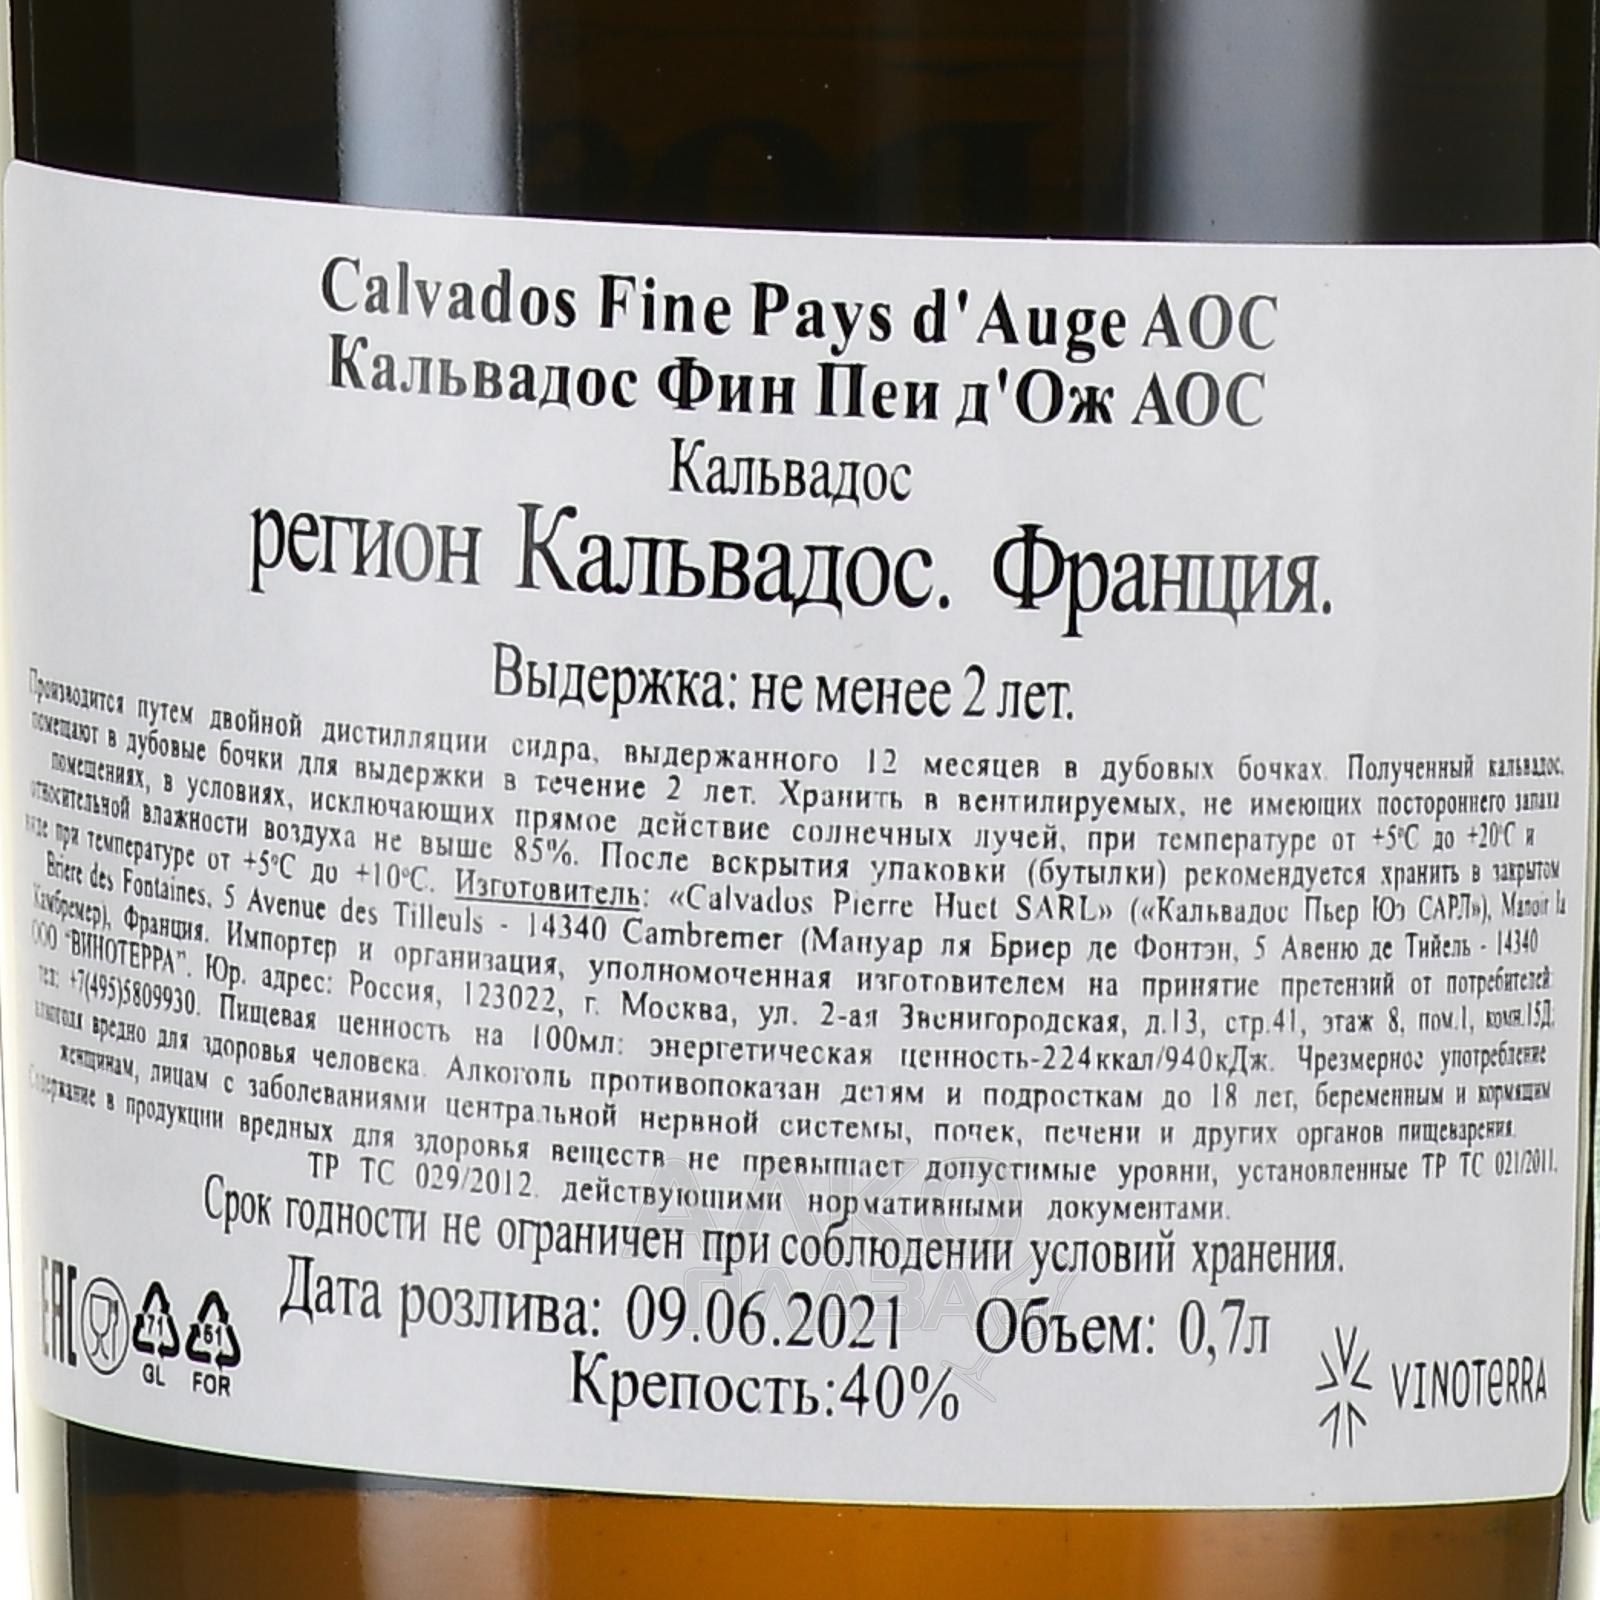 Calvados Fine Pays d'Auge AOC
Кальвадос Фин Пеи д'Ож АОС
Кальвадос
регион Кальвадос. Франция.
Выдержка: не менее 2 лет.
Производится путем двойной дистилляции сидра, выдержанного 12 месяцев в дубовых бочках. Полученный кальвадос,
помещают в дубовые бочки для выдержки в течение 2 лет. Хранить в вентилируемых, не имеющих постороннего запаха
помещениях, в условиях, исключающих прямое действие солнечных лучей, при температуре от +5°С до +20°С и
относительной влажности воздуха не выше 85%. После вскрытия упаковки (бутылки) рекомендуется хранить в закрытом
виде при температуре от +5°С до +10°С. Изготовитель: «Calvados Pierre Huet SARL» («Кальвадос Пьер Юэ САРЛ»), Manoir la
Briere des Fontaines, 5 Avenue des Tilleuls - 14340 Cambremer (Мануар ля Бриер де Фонтэн, 5 Авеню де Тийель - 14340
Камбремер), Франция. Импортер и организация, уполномоченная изготовителем на принятие претензий от потребителей:
ООО "ВИНОТЕРРА". Юр. адрес: Россия, 123022, г. Москва, ул. 2-ая Звенигородская, д.13, стр.41, этаж 8, пом.1, комн.15Д;
тел: +7(495)5809930. Пищевая ценность на 100мл: энергетическая ценность-224ккал/940кДж. Чрезмерное употребление
алкоголя вредно для здоровья человека. Алкоголь противопоказан детям и подросткам до 18 лет, беременным и кормящим
женщинам, лицам с заболеваниями центральной нервной системы, почек, печени и других органов пищеварения.
Содержание в продукции вредных для здоровья веществ не превышает допустимые уровни, установленные ТР ТС 021/2011,
ТР ТС 029/2012, действующими нормативными документами.
Срок годности не ограничен при соблюдении условий хранения.
Дата розлива: 09.06.2021 Объем: 0,7л
Крепость:40%
EAC
71
GL
61
FOR
VINOTERRA
АЛКО
ПЛАЗА